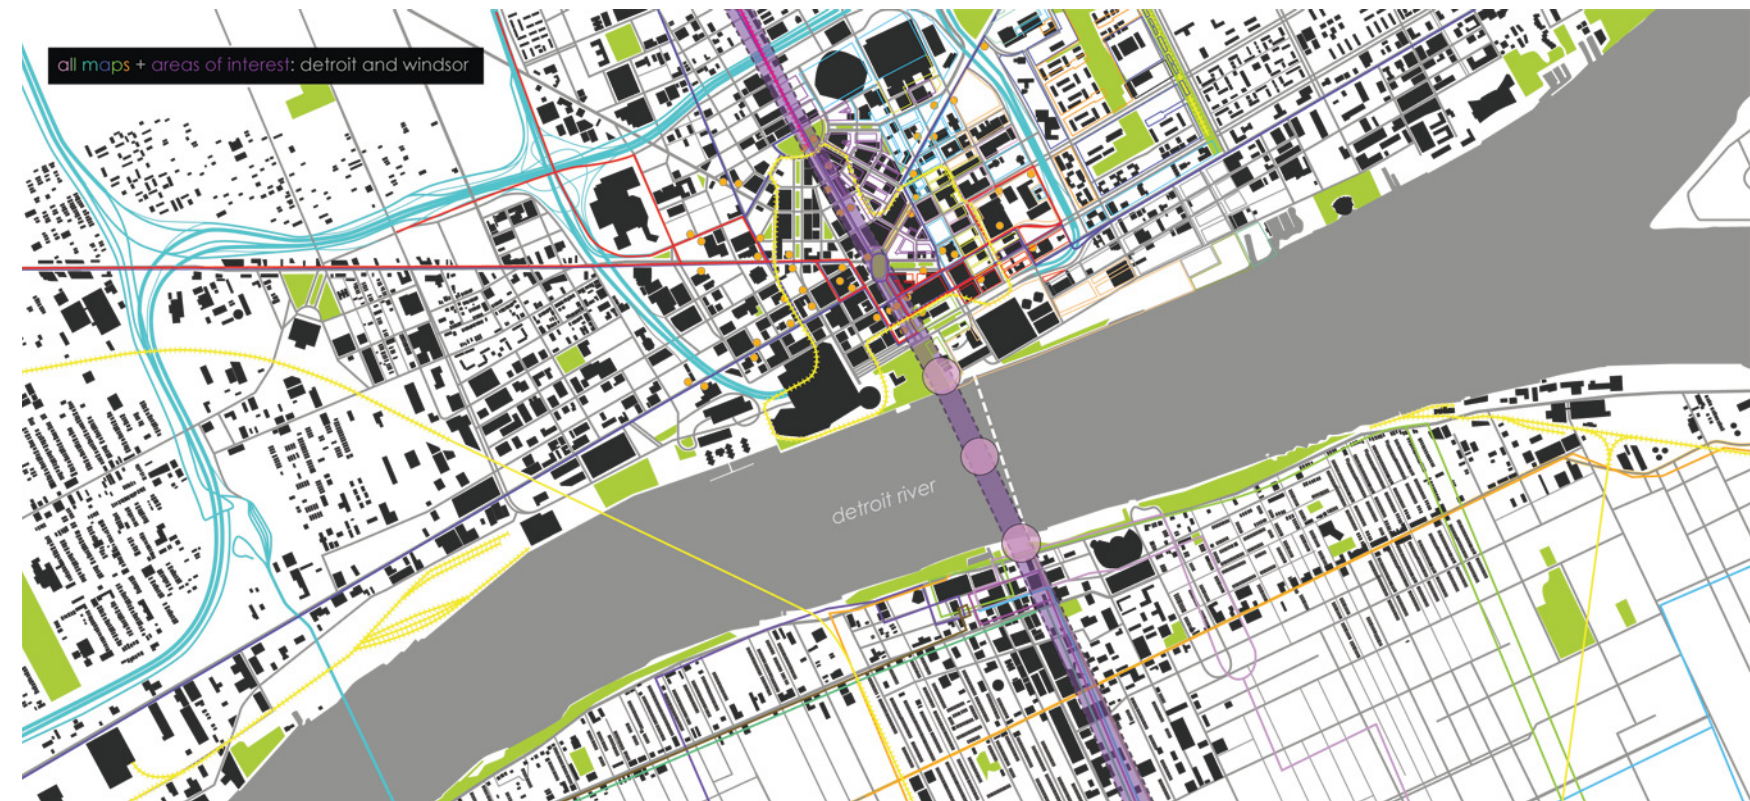 all maps + areas of interest: detroit and windsor
detroit river